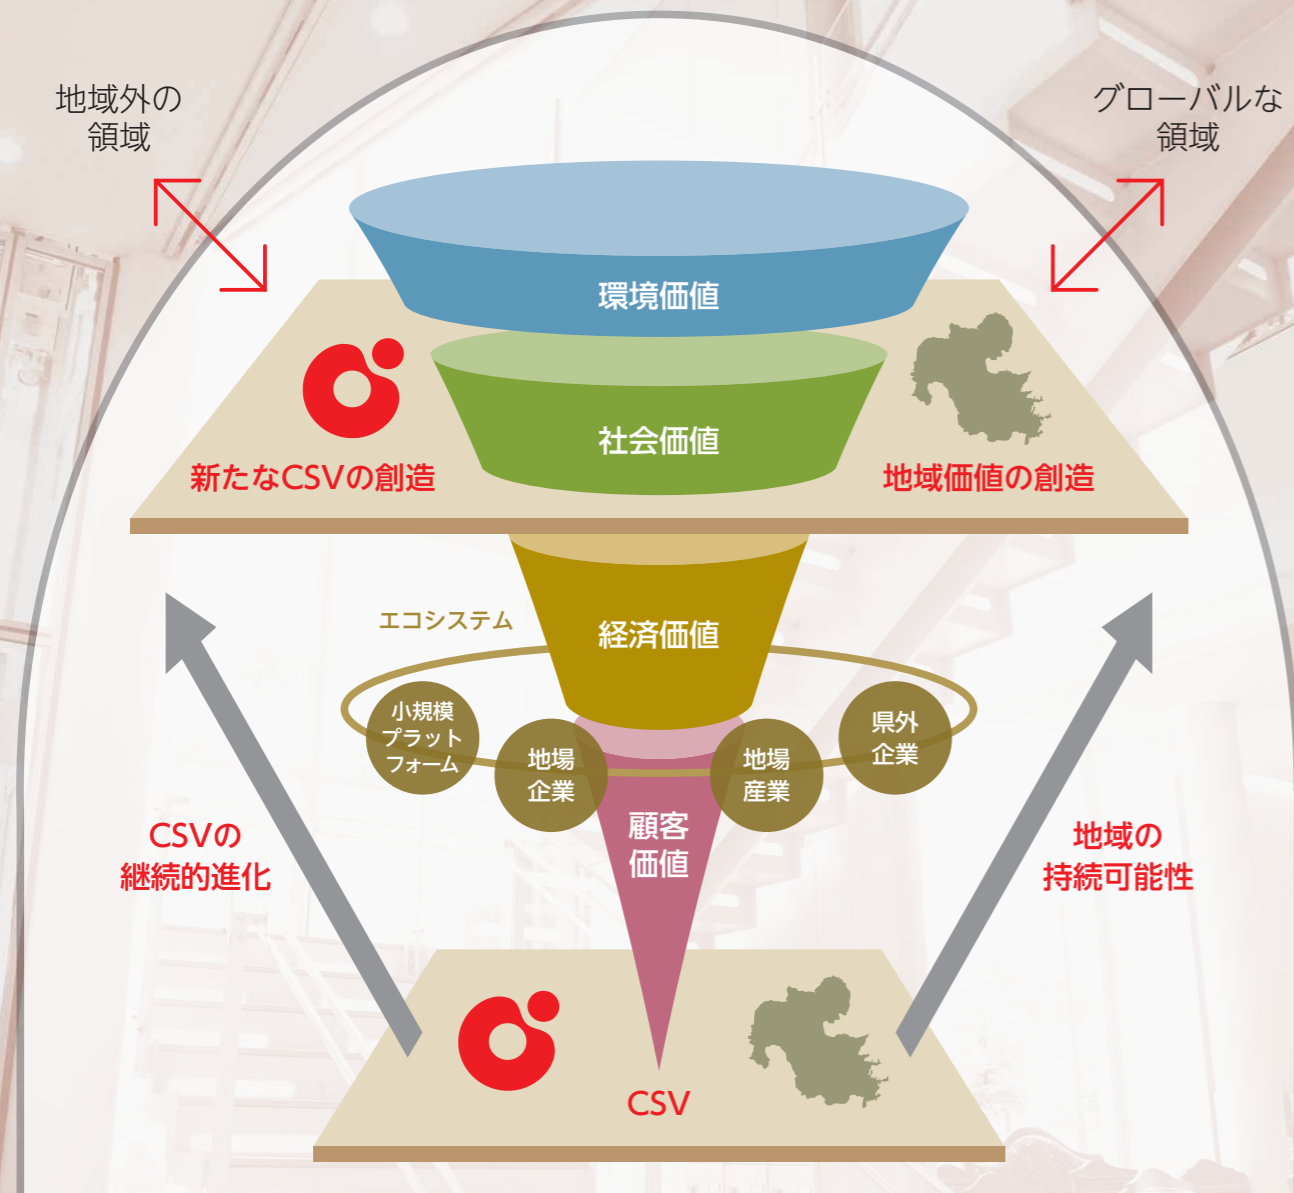 地域外の
領域
グローバルな
領域
環境価値
社会価値
新たなCSVの創造
地域価値の創造
エコシステム
経済価値
小規模
プラット
フォーム
地場
企業
地場
産業
県外
企業
顧客
価値
CSVの
継続的進化
地域の
持続可能性
CSV